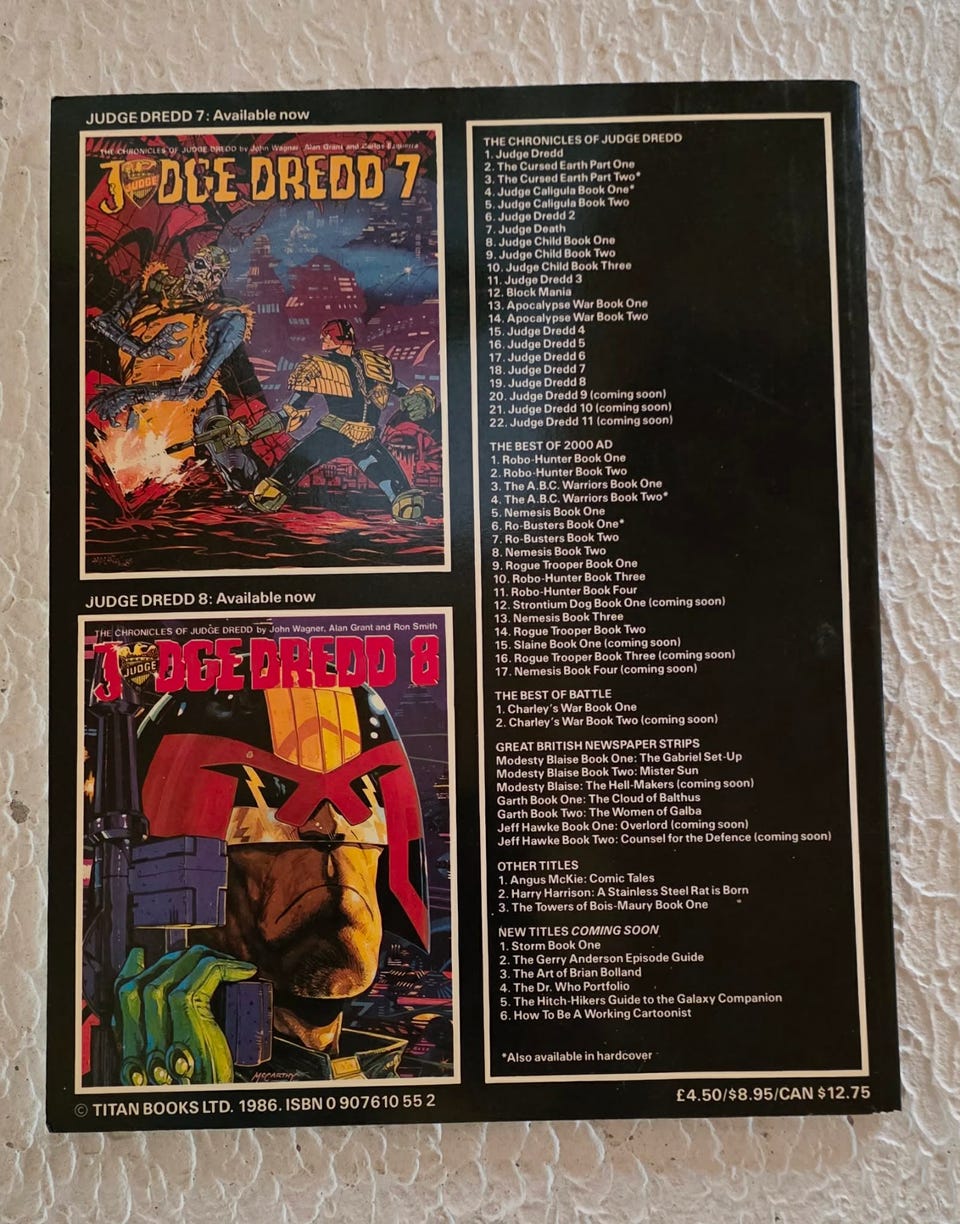 JUDGE DREDD 7: Available now
THE CHRONICLES OF JUDGE DREDD by John Wagner, Alan Grant and Carlos Ezquerra
JUDGE DREDD 7
JUDGE
JUDGE DREDD 8: Available now
THE CHRONICLES OF JUDGE DREDD by John Wagner, Alan Grant and Ron Smith
JUDGE DREDD 8
JUDGE
McCARTHY
© TITAN BOOKS LTD. 1986. ISBN 0 907610 55 2
THE CHRONICLES OF JUDGE DREDD
1. Judge Dredd
2. The Cursed Earth Part One
3. The Cursed Earth Part Two*
4. Judge Caligula Book One*
5. Judge Caligula Book Two
6. Judge Dredd 2
7. Judge Death
8. Judge Child Book One
9. Judge Child Book Two
10. Judge Child Book Three
11. Judge Dredd 3
12. Block Mania
13. Apocalypse War Book One
14. Apocalypse War Book Two
15. Judge Dredd 4
16. Judge Dredd 5
17. Judge Dredd 6
18. Judge Dredd 7
19. Judge Dredd 8
20. Judge Dredd 9 (coming soon)
21. Judge Dredd 10 (coming soon)
22. Judge Dredd 11 (coming soon)
THE BEST OF 2000 AD
1. Robo-Hunter Book One
2. Robo-Hunter Book Two
3. The A.B.C. Warriors Book One
4. The A.B.C. Warriors Book Two*
5. Nemesis Book One
6. Ro-Busters Book One*
7. Ro-Busters Book Two
8. Nemesis Book Two
9. Rogue Trooper Book One
10. Robo-Hunter Book Three
11. Robo-Hunter Book Four
12. Strontium Dog Book One (coming soon)
13. Nemesis Book Three
14. Rogue Trooper Book Two
15. Slaine Book One (coming soon)
16. Rogue Trooper Book Three (coming soon)
17. Nemesis Book Four (coming soon)
THE BEST OF BATTLE
1. Charley's War Book One
2. Charley's War Book Two (coming soon)
GREAT BRITISH NEWSPAPER STRIPS
Modesty Blaise Book One: The Gabriel Set-Up
Modesty Blaise Book Two: Mister Sun
Modesty Blaise: The Hell-Makers (coming soon)
Garth Book One: The Cloud of Balthus
Garth Book Two: The Women of Galba
Jeff Hawke Book One: Overlord (coming soon)
Jeff Hawke Book Two: Counsel for the Defence (coming soon)
OTHER TITLES
1. Angus McKie: Comic Tales
2. Harry Harrison: A Stainless Steel Rat is Born
3. The Towers of Bois-Maury Book One
NEW TITLES COMING SOON
1. Storm Book One
2. The Gerry Anderson Episode Guide
3. The Art of Brian Bolland
4. The Dr. Who Portfolio
5. The Hitch-Hikers Guide to the Galaxy Companion
6. How To Be A Working Cartoonist
*Also available in hardcover
£4.50/$8.95/CAN $12.75